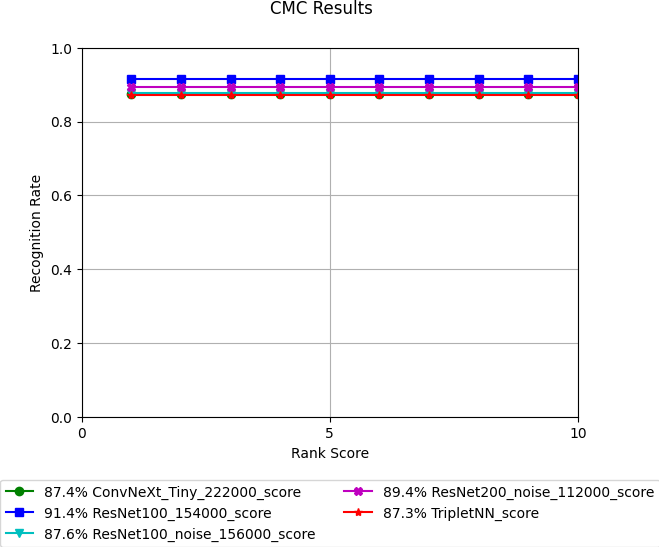 CMC Results
1.0
0.8
0.6
0.4
0.2
0.0
Recognition Rate
0 5 10
Rank Score
87.4% ConvNeXt_Tiny_222000_score
91.4% ResNet100_154000_score
87.6% ResNet100_noise_156000_score
89.4% ResNet200_noise_112000_score
87.3% TripletNN_score